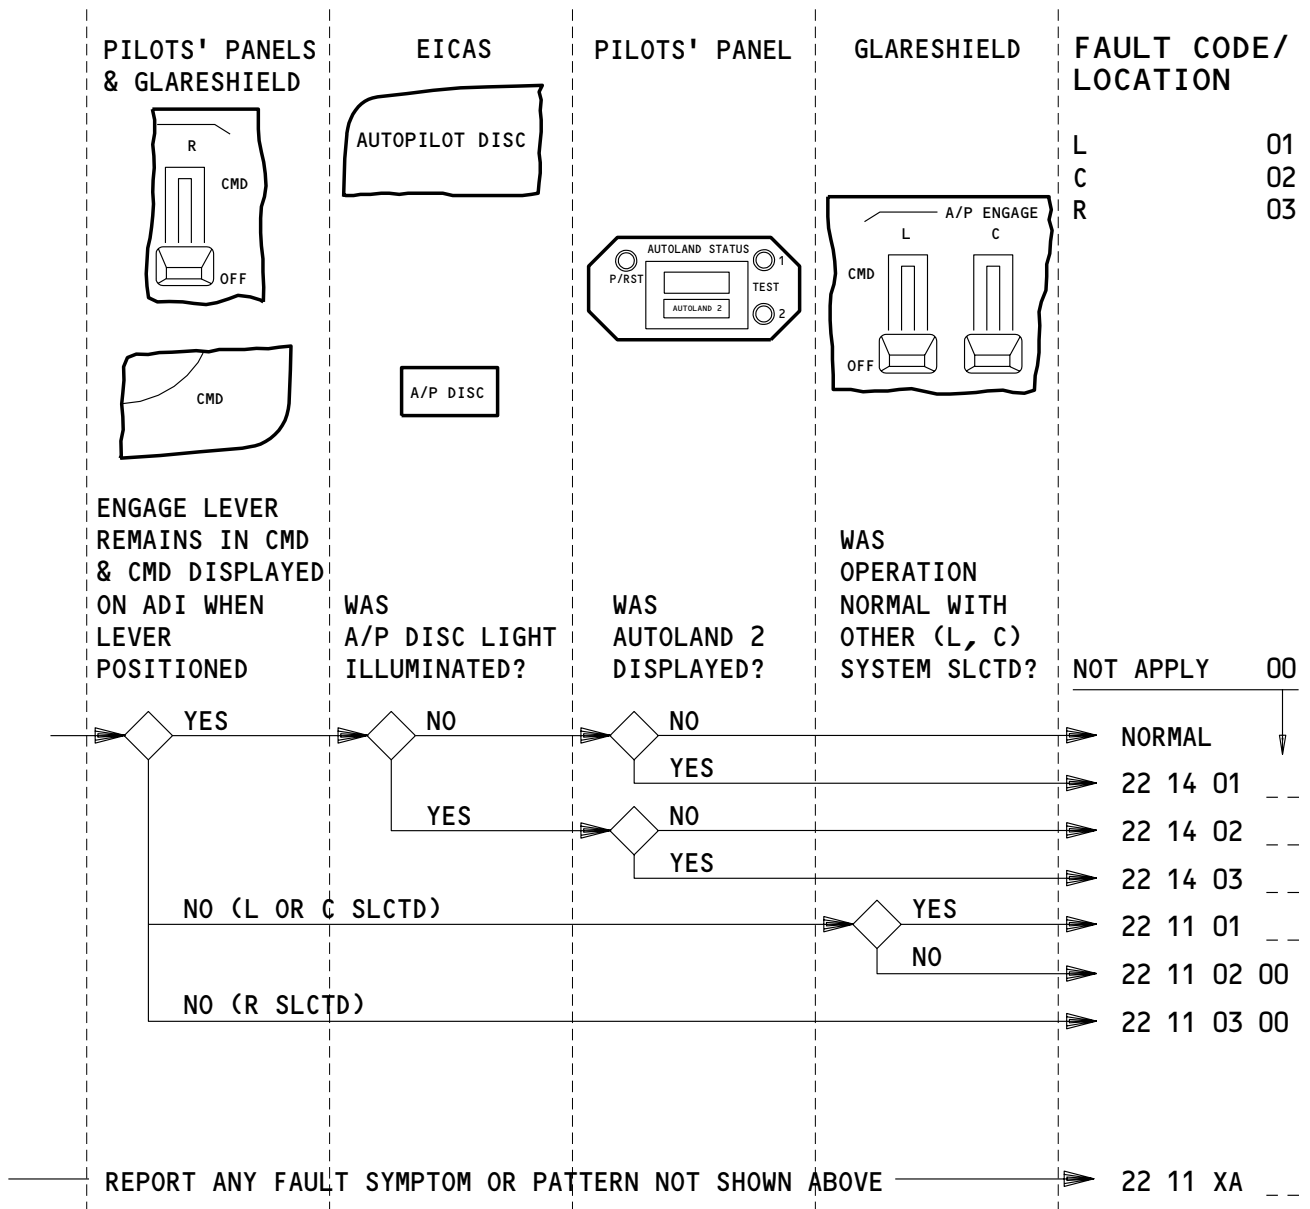 PILOTS' PANELS
& GLARESHIELD
R
CMD
OFF
CMD
ENGAGE LEVER
REMAINS IN CMD
& CMD DISPLAYED
ON ADI WHEN
LEVER
POSITIONED
EICAS
AUTOPILOT DISC
A/P DISC
WAS
A/P DISC LIGHT
ILLUMINATED?
PILOTS' PANEL
AUTOLAND STATUS
P/RST
1
TEST
AUTOLAND 2
2
WAS
AUTOLAND 2
DISPLAYED?
GLARESHIELD
A/P ENGAGE
L C
CMD
OFF
WAS
OPERATION
NORMAL WITH
OTHER (L, C)
SYSTEM SLCTD?
FAULT CODE/
LOCATION
L 01
C 02
R 03
NOT APPLY 00
YES NO NO NORMAL
YES 22 14 01 _ _
YES NO 22 14 02 _ _
YES 22 14 03 _ _
NO (L OR C SLCTD) YES 22 11 01 _ _
NO 22 11 02 00
NO (R SLCTD) 22 11 03 00
REPORT ANY FAULT SYMPTOM OR PATTERN NOT SHOWN ABOVE 22 11 XA _ _